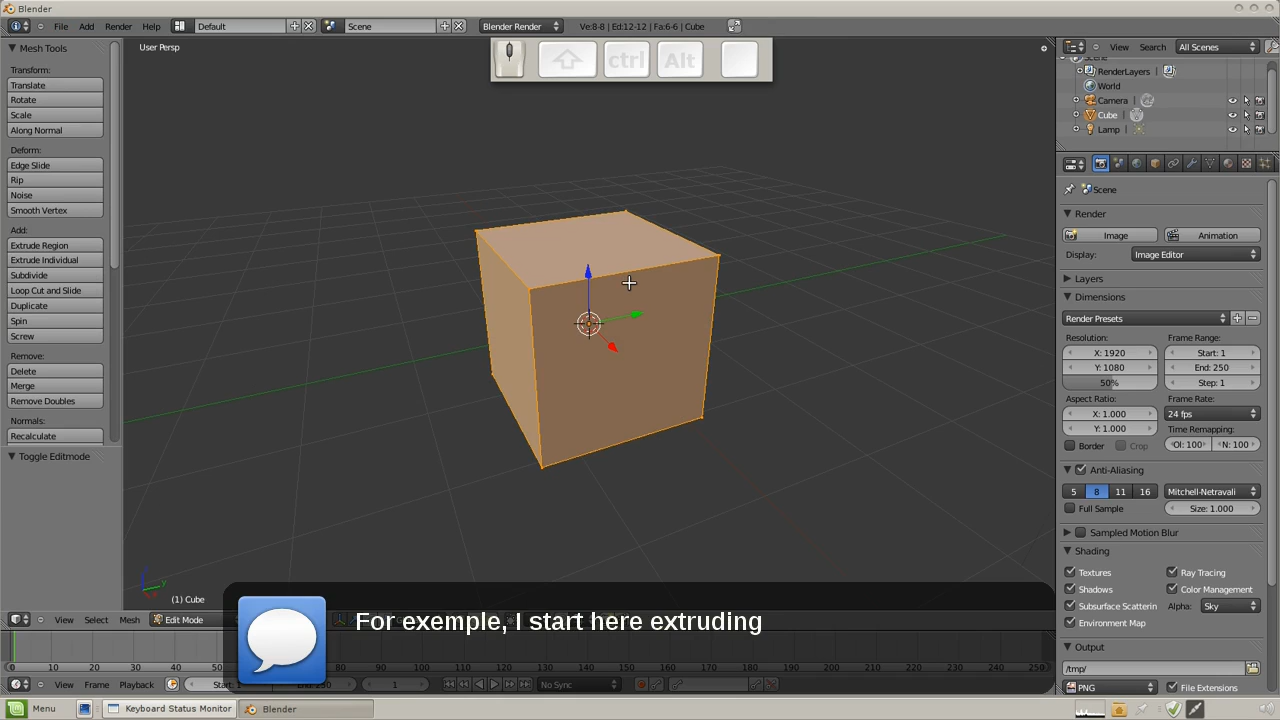 Blender
File Add Render Help Default Scene Blender Render Ve:8-8 | Ed:12-12 | Fa:6-6 | Cube
Mesh Tools
Transform:
Translate
Rotate
Scale
Along Normal
Deform:
Edge Slide
Rip
Noise
Smooth Vertex
Add:
Extrude Region
Extrude Individual
Subdivide
Loop Cut and Slide
Duplicate
Spin
Screw
Remove:
Delete
Merge
Remove Doubles
Normals:
Recalculate
Toggle Editmode
User Persp
ctrl Alt
y
(1) Cube
View Select Mesh Edit Mode
For exemple, I start here extruding
0 10 20 30 40 50 60 70 80 90 100 110 120 130 140 150 160 170 180 190 200 210 220 230 240 250
View Frame Playback Start: 1 End: 250 1 No Sync
View Search All Scenes
Scene
RenderLayers |
World
Camera |
Cube |
Lamp |
Scene
Render
Image Animation
Display: Image Editor
Layers
Dimensions
Render Presets
Resolution: Frame Range:
X: 1920 Start: 1
Y: 1080 End: 250
50% Step: 1
Aspect Ratio: Frame Rate:
X: 1.000 24 fps
Y: 1.000 Time Remapping:
Border Crop Ol: 100 N: 100
Anti-Aliasing
5 8 11 16 Mitchell-Netravali
Full Sample Size: 1.000
Sampled Motion Blur
Shading
Textures Ray Tracing
Shadows Color Management
Subsurface Scatterin Alpha: Sky
Environment Map
Output
/tmp/
PNG File Extensions
Menu Keyboard Status Monitor Blender